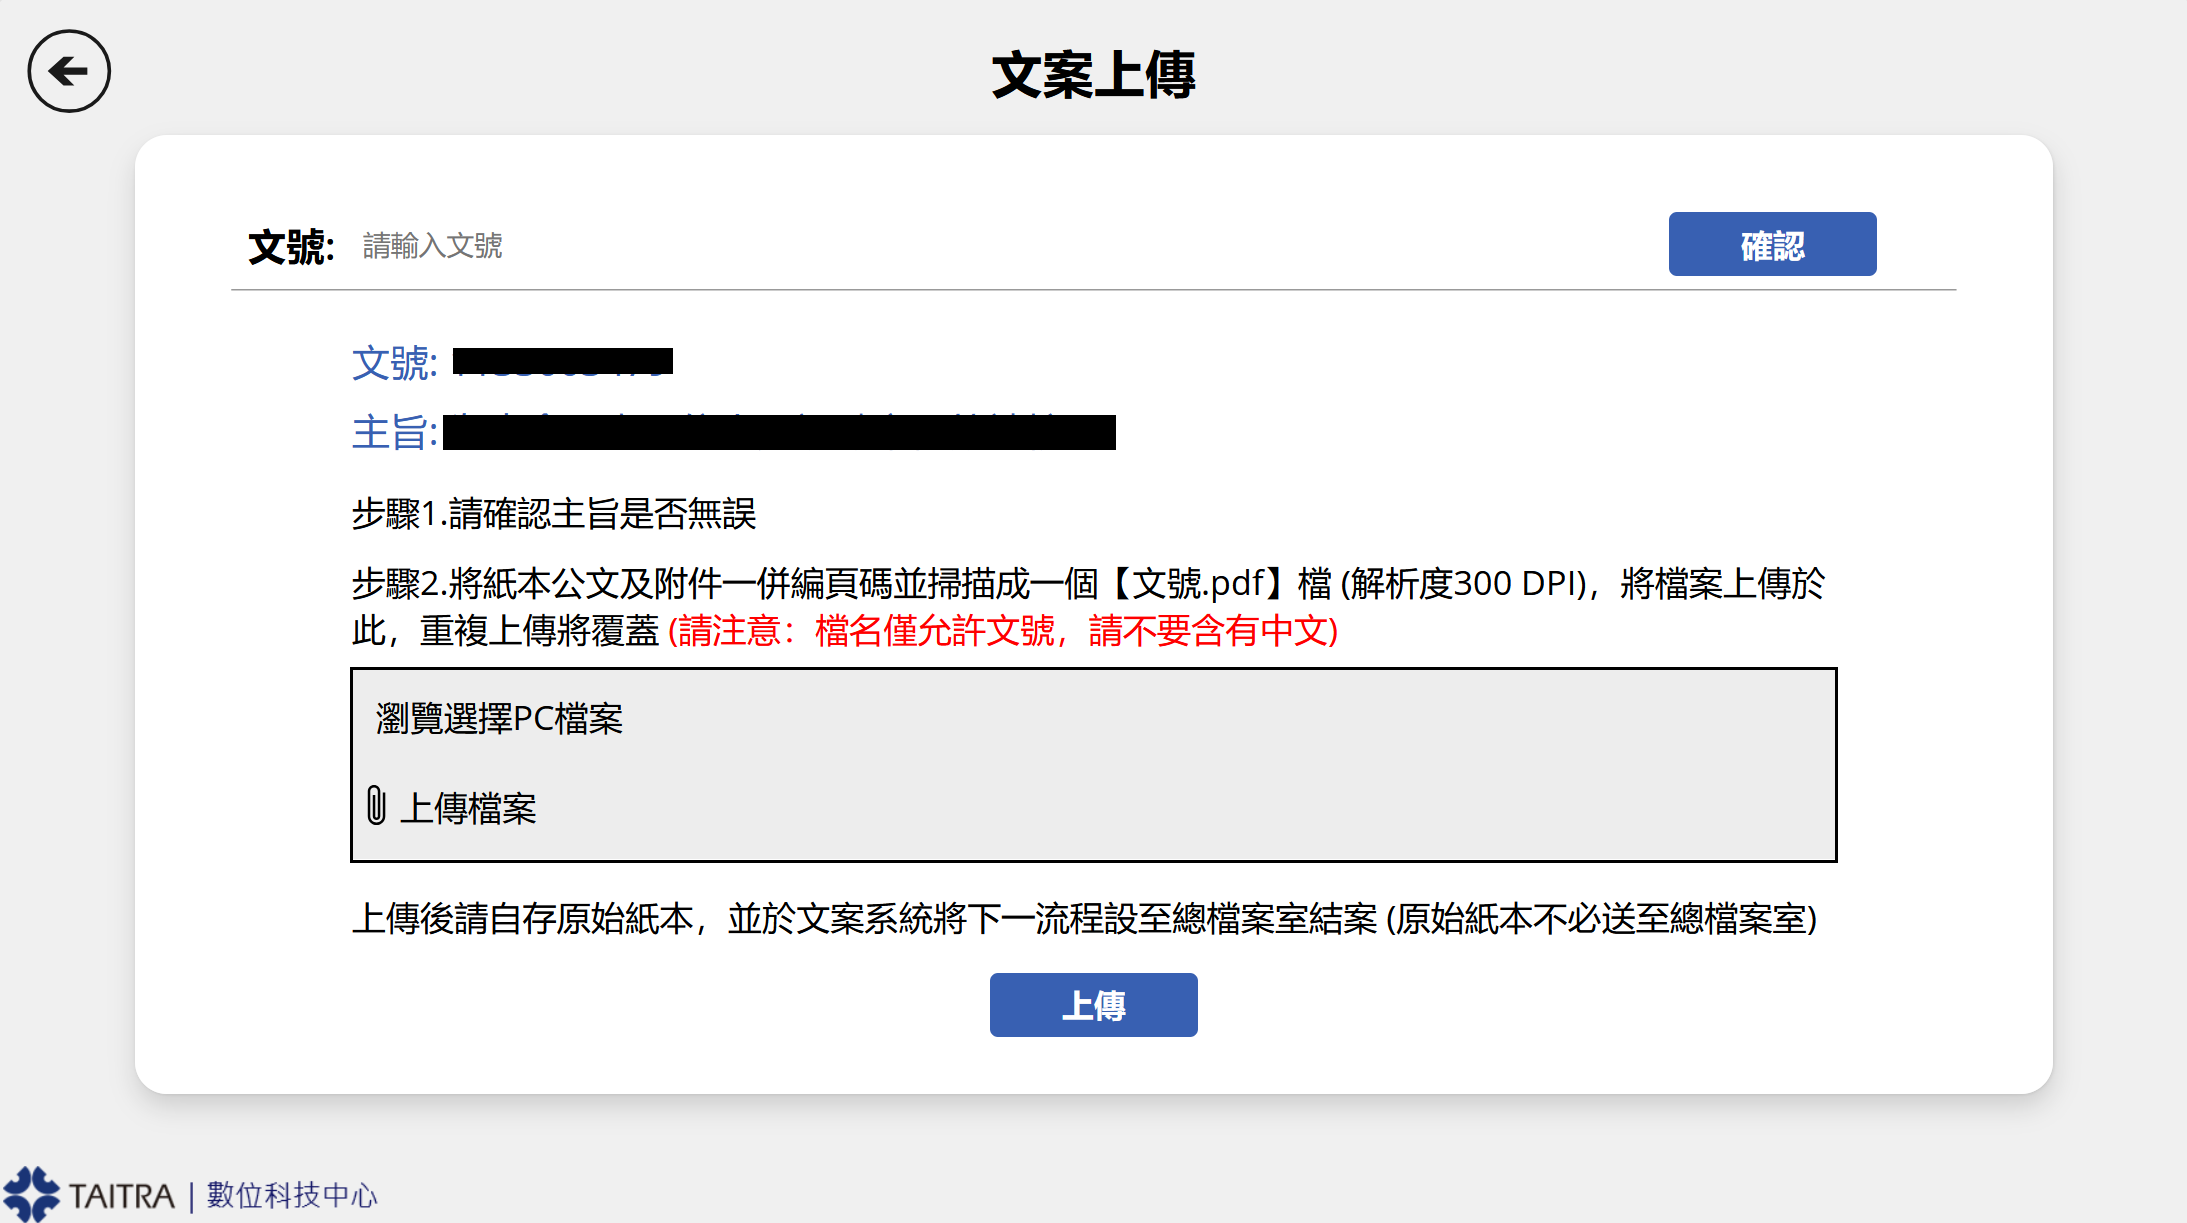 文案上傳
文號: 請輸入文號 確認
文號:
主旨:
步驟1.請確認主旨是否無誤
步驟2.將紙本公文及附件一併編頁碼並掃描成一個【文號.pdf】檔 (解析度300 DPI)，將檔案上傳於
此，重複上傳將覆蓋 (請注意：檔名僅允許文號，請不要含有中文)
瀏覽選擇PC檔案
上傳檔案
上傳後請自存原始紙本，並於文案系統將下一流程設至總檔案室結案 (原始紙本不必送至總檔案室)
上傳
TAITRA | 數位科技中心